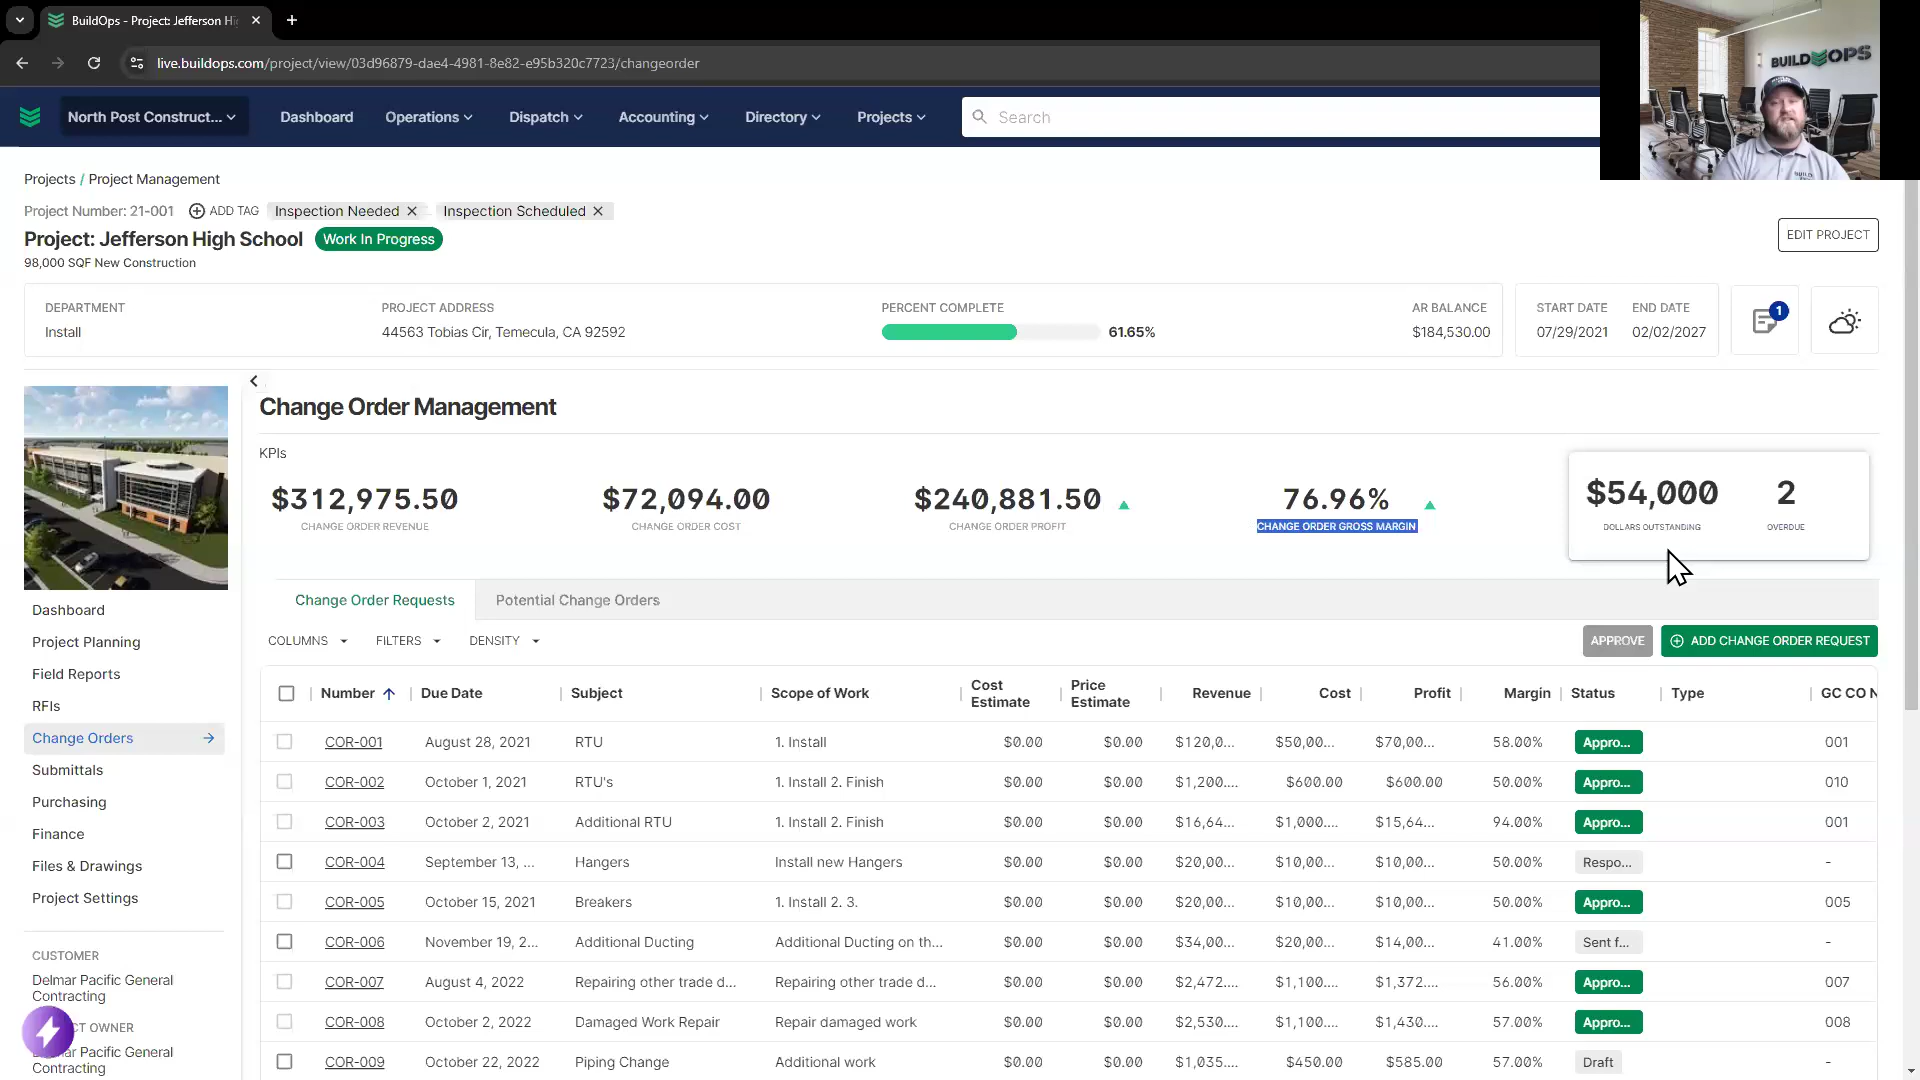 BuildOps - Project: Jefferson Hi
live.buildops.com/project/view/03d96879-dae4-4981-8e82-e95b320c7723/changeorder
BUILDOPS
North Post Construct...
Dashboard
Operations
Dispatch
Accounting
Directory
Projects
Search
Projects / Project Management
Project Number: 21-001
ADD TAG
Inspection Needed
Inspection Scheduled
Project: Jefferson High School
Work In Progress
98,000 SQF New Construction
EDIT PROJECT
DEPARTMENT
Install
PROJECT ADDRESS
44563 Tobias Cir, Temecula, CA 92592
PERCENT COMPLETE
61.65%
AR BALANCE
$184,530.00
START DATE
07/29/2021
END DATE
02/02/2027
1
Change Order Management
KPIs
$312,975.50
CHANGE ORDER REVENUE
$72,094.00
CHANGE ORDER COST
$240,881.50
CHANGE ORDER PROFIT
76.96%
CHANGE ORDER GROSS MARGIN
$54,000
DOLLARS OUTSTANDING
2
OVERDUE
Change Order Requests
Potential Change Orders
COLUMNS
FILTERS
DENSITY
APPROVE
ADD CHANGE ORDER REQUEST
Number Due Date Subject Scope of Work Cost Estimate Price Estimate Revenue Cost Profit Margin Status Type GC CO N
COR-001 August 28, 2021 RTU 1. Install $0.00 $0.00 $120,0... $50,00... $70,00... 58.00% Appro... 001
COR-002 October 1, 2021 RTU's 1. Install 2. Finish $0.00 $0.00 $1,200.... $600.00 $600.00 50.00% Appro... 010
COR-003 October 2, 2021 Additional RTU 1. Install 2. Finish $0.00 $0.00 $16,64... $1,000.... $15,64... 94.00% Appro... 001
COR-004 September 13, ... Hangers Install new Hangers $0.00 $0.00 $20,00... $10,00... $10,00... 50.00% Respo... -
COR-005 October 15, 2021 Breakers 1. Install 2. 3. $0.00 $0.00 $20,00... $10,00... $10,00... 50.00% Appro... 005
COR-006 November 19, 2... Additional Ducting Additional Ducting on th... $0.00 $0.00 $34,00... $20,00... $14,00... 41.00% Sent f... -
COR-007 August 4, 2022 Repairing other trade d... Repairing other trade d... $0.00 $0.00 $2,472.... $1,100.... $1,372.... 56.00% Appro... 007
COR-008 October 2, 2022 Damaged Work Repair Repair damaged work $0.00 $0.00 $2,530.... $1,100.... $1,430.... 57.00% Appro... 008
COR-009 October 22, 2022 Piping Change Additional work $0.00 $0.00 $1,035.... $450.00 $585.00 57.00% Draft -
Dashboard
Project Planning
Field Reports
RFIs
Change Orders
Submittals
Purchasing
Finance
Files & Drawings
Project Settings
CUSTOMER
Delmar Pacific General
Contracting
CT OWNER
Pacific General
Contracting